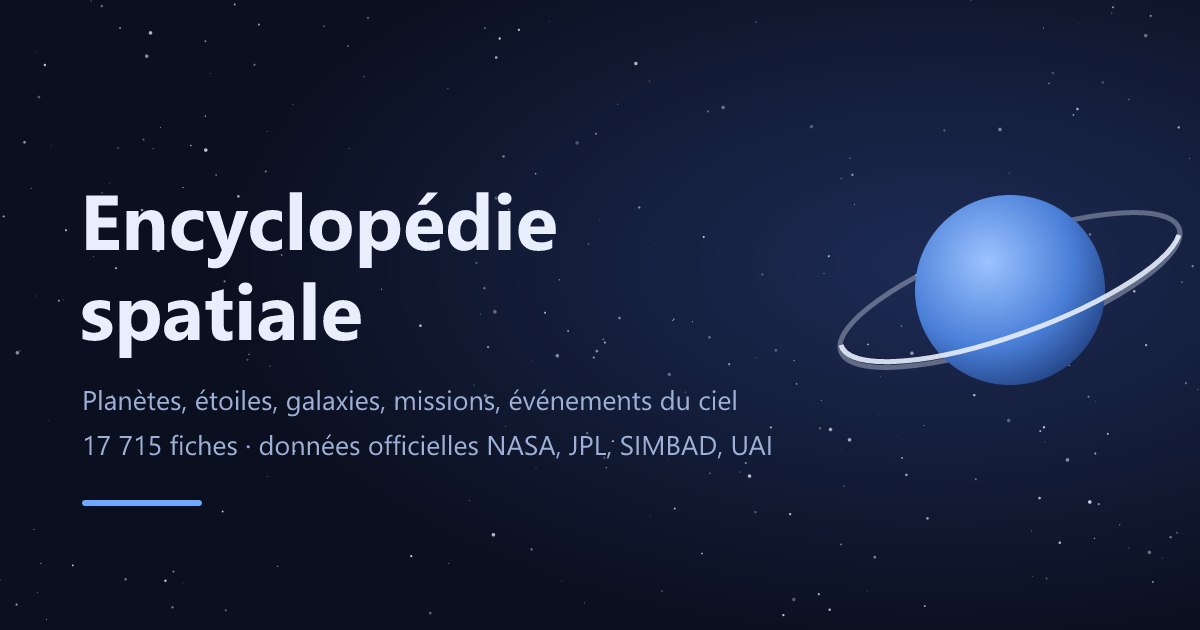 Encyclopédie
spatiale
Planètes, étoiles, galaxies, missions, événements du ciel
17 715 fiches · données officielles NASA, JPL, SIMBAD, UAI